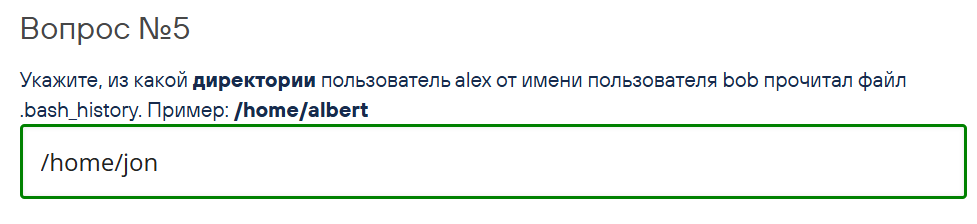 Вопрос №5
Укажите, из какой директории пользователь alex от имени пользователя bob прочитал файл
.bash_history. Пример: /home/albert
/home/jon